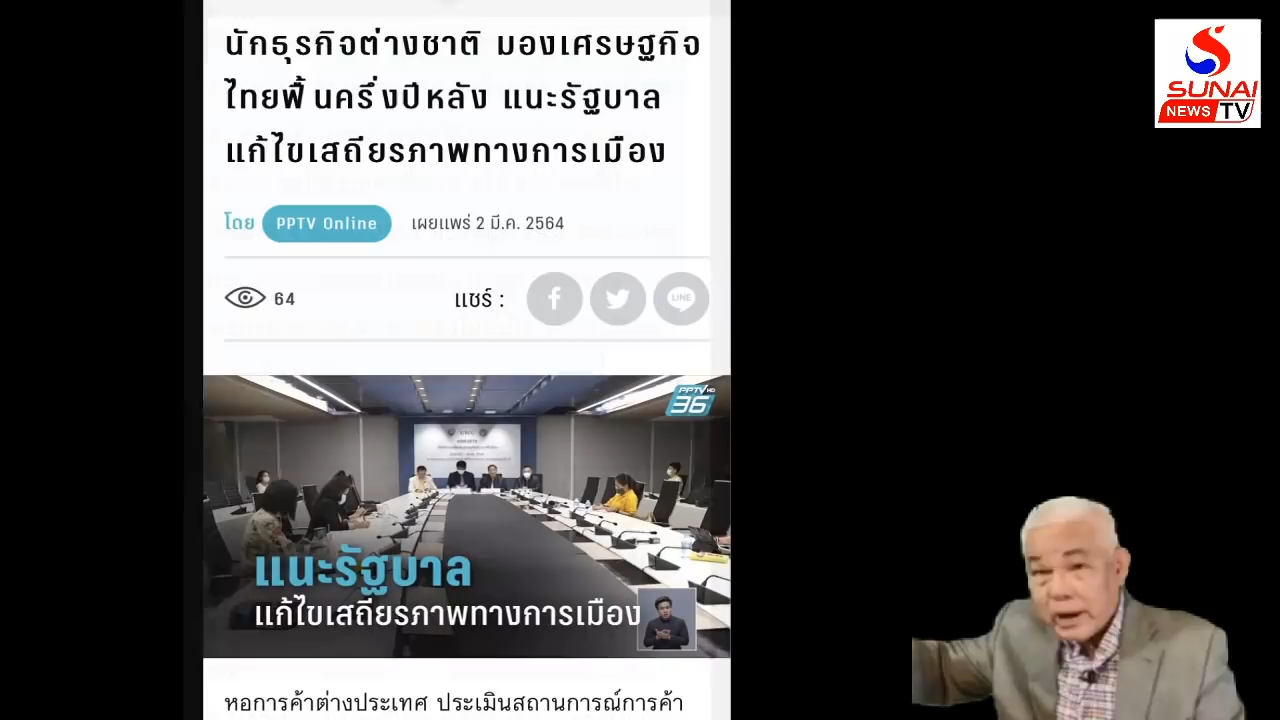 นักธุรกิจต่างชาติ มองเศรษฐกิจ
ไทยฟื้นครึ่งปีหลัง แนะรัฐบาล
แก้ไขเสถียรภาพทางการเมือง
โดย PPTV Online เผยแพร่ 2 มี.ค. 2564
64 แชร์ :
LINE
PPTV HD
36
แนะรัฐบาล
แก้ไขเสถียรภาพทางการเมือง
หอการค้าต่างประเทศ ประเมินสถานการณ์การค้า
SUNAI
NEWS TV